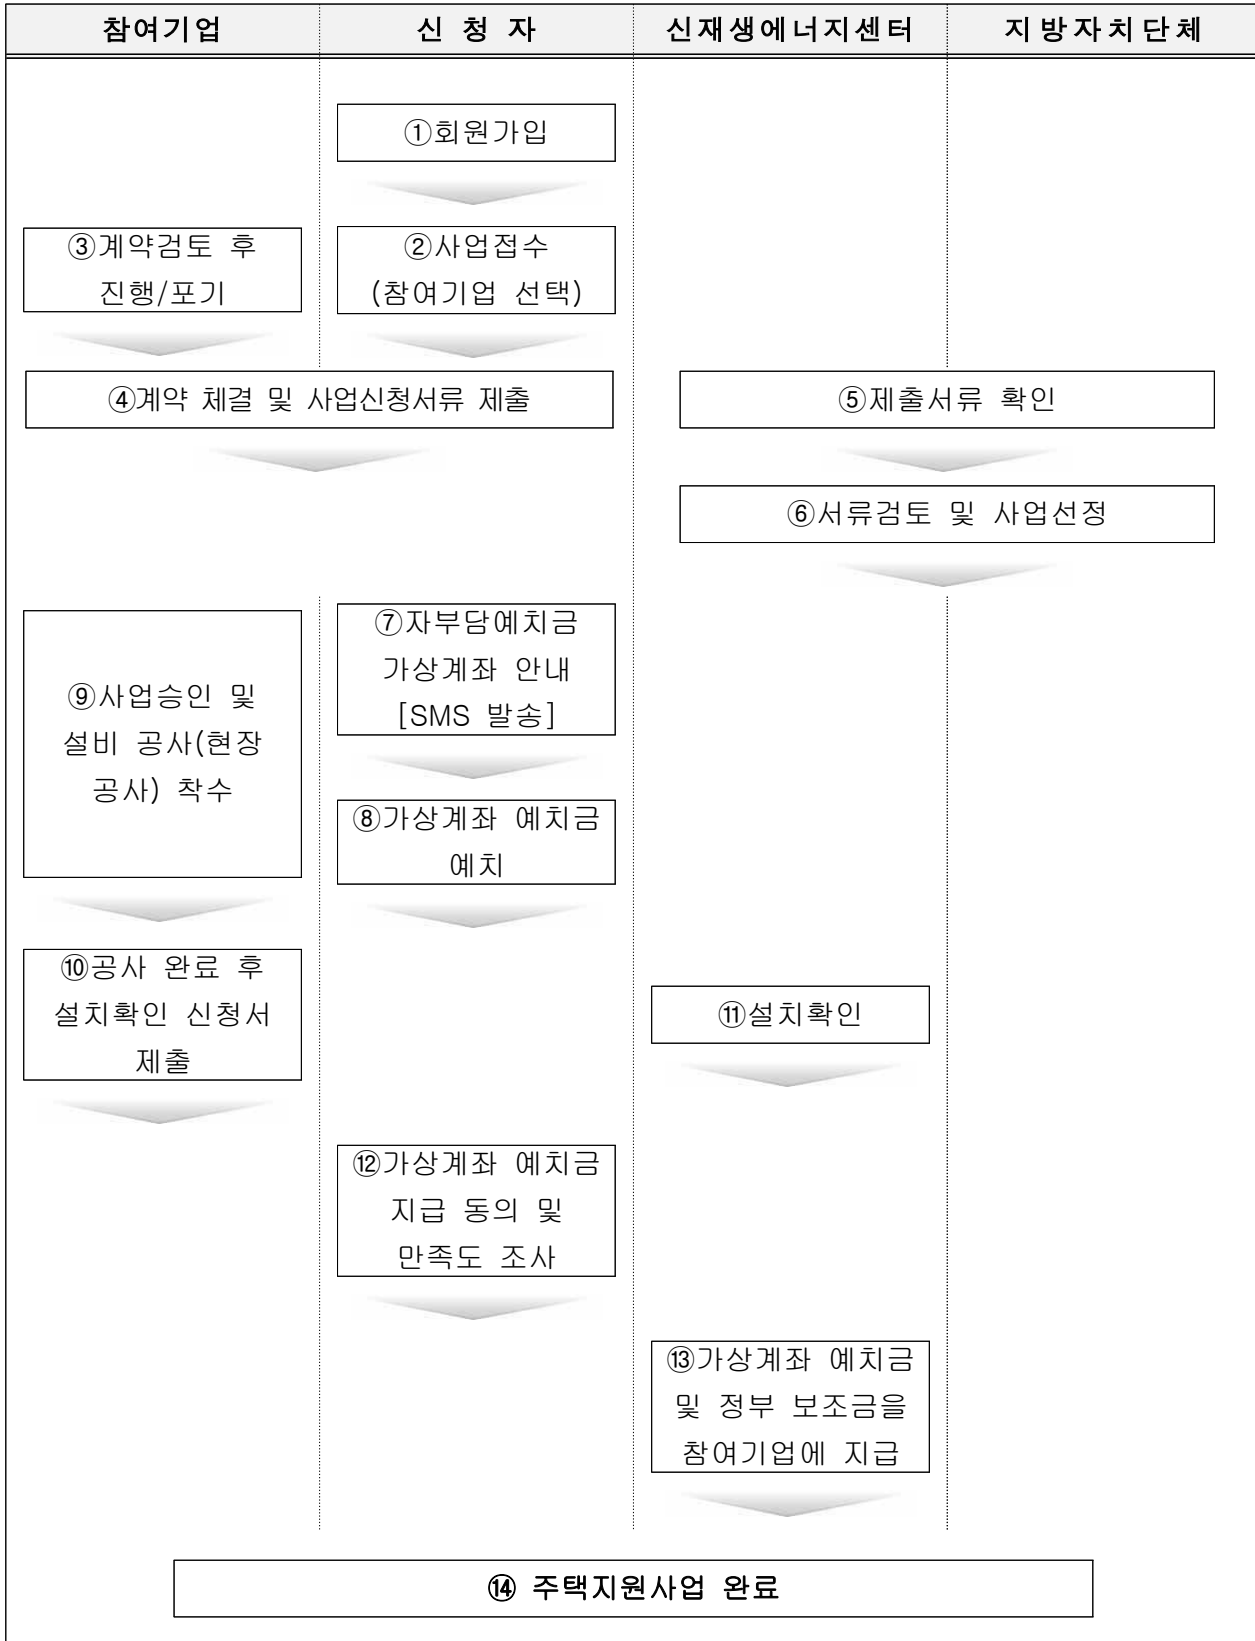 참여기업
신 청 자
신재생에너지센터
지방자치단체
①회원가입
③계약검토 후
진행/포기
②사업접수
(참여기업 선택)
④계약 체결 및 사업신청서류 제출
⑤제출서류 확인
⑥서류검토 및 사업선정
⑦자부담예치금
가상계좌 안내
[SMS 발송]
⑨사업승인 및
설비 공사(현장
공사) 착수
⑧가상계좌 예치금
예치
⑩공사 완료 후
설치확인 신청서
제출
⑪설치확인
⑫가상계좌 예치금
지급 동의 및
만족도 조사
⑬가상계좌 예치금
및 정부 보조금을
참여기업에 지급
⑭ 주택지원사업 완료